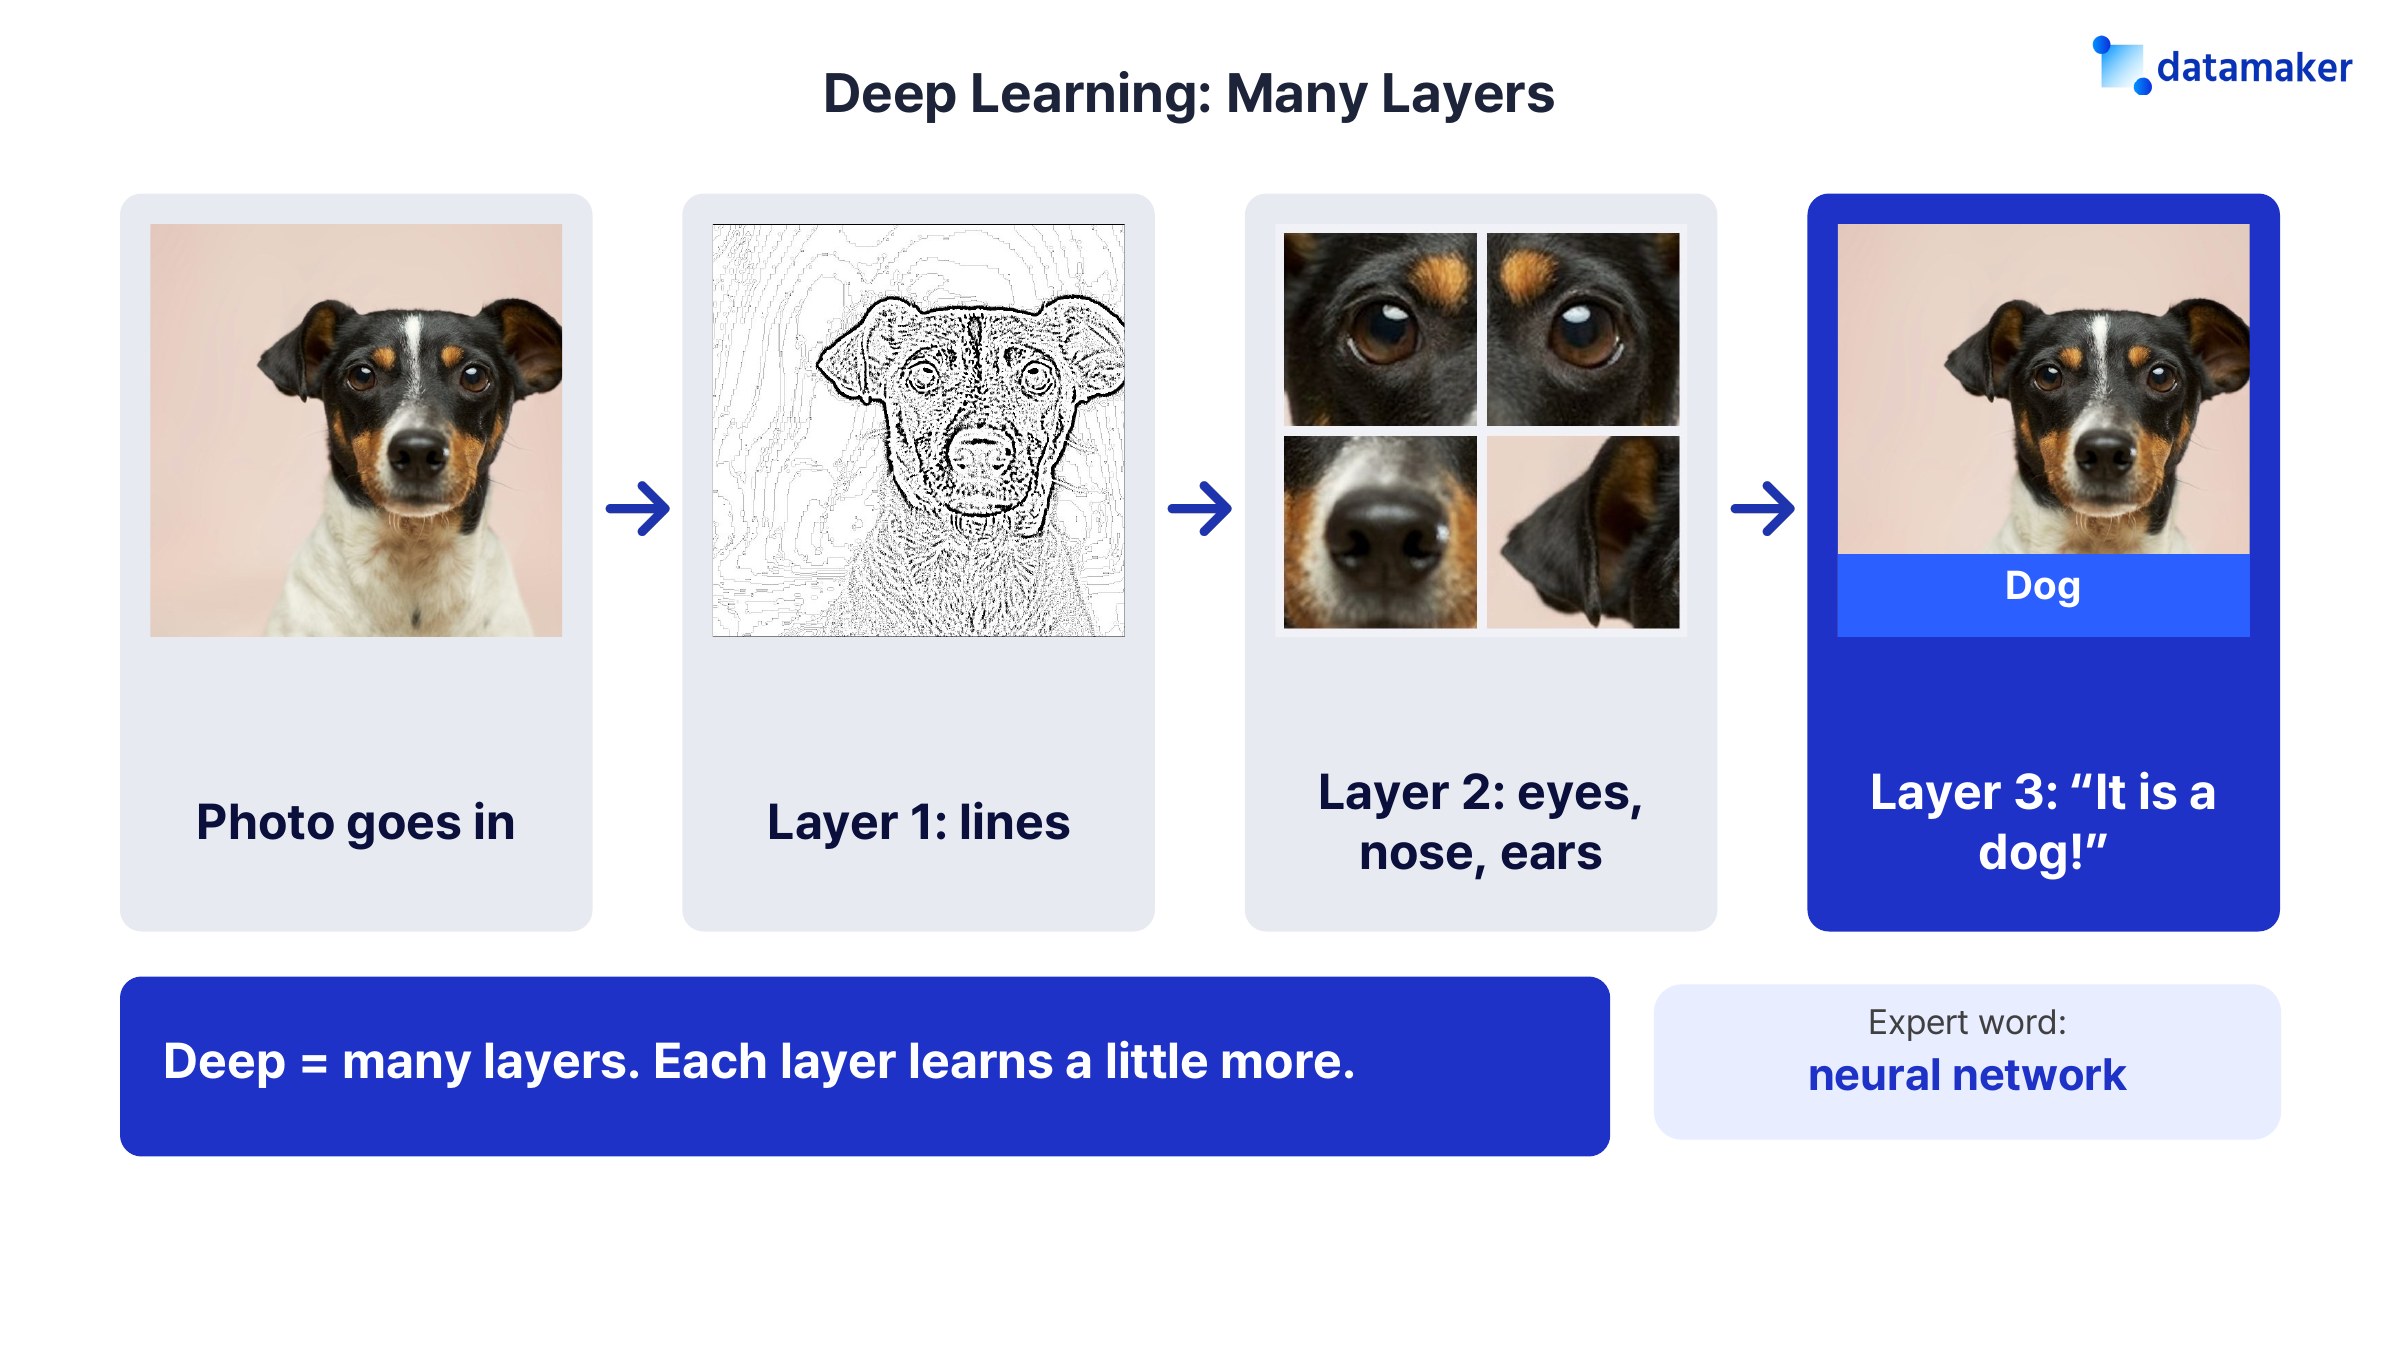 datamaker
Deep Learning: Many Layers
Dog
Photo goes in
Layer 1: lines
Layer 2: eyes,
nose, ears
Layer 3: “It is a
dog!”
Deep = many layers. Each layer learns a little more.
Expert word:
neural network